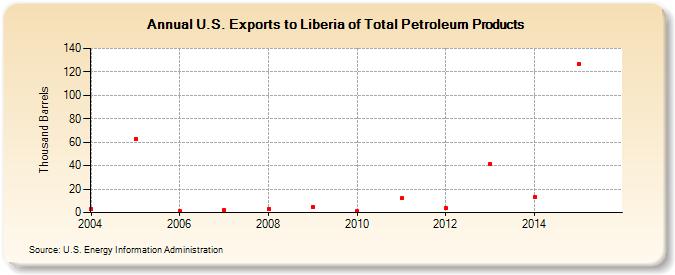 Annual U.S. Exports to Liberia of Total Petroleum Products
Thousand Barrels
140
120
100
80
60
40
20
0
2004 2006 2008 2010 2012 2014
Source: U.S. Energy Information Administration